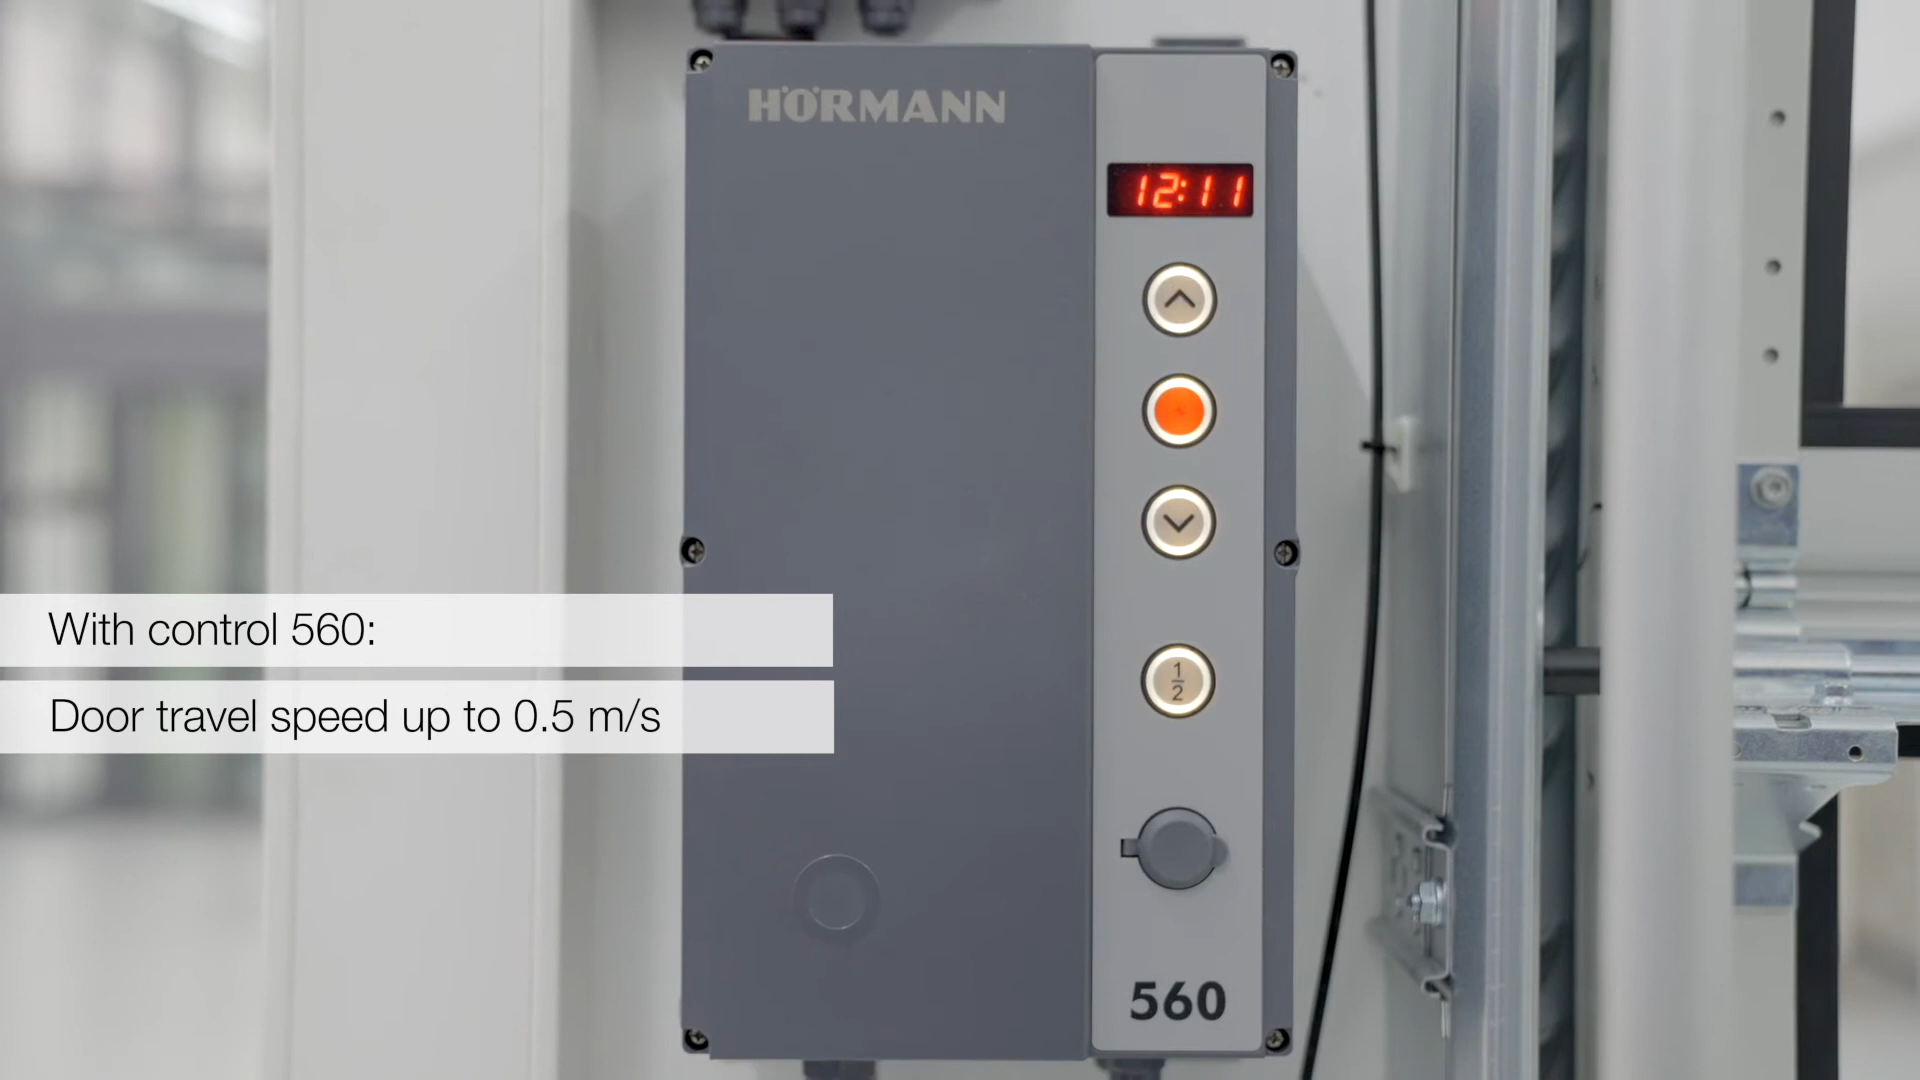 HÖRMANN
12:11
1/2
With control 560:
Door travel speed up to 0.5 m/s
560